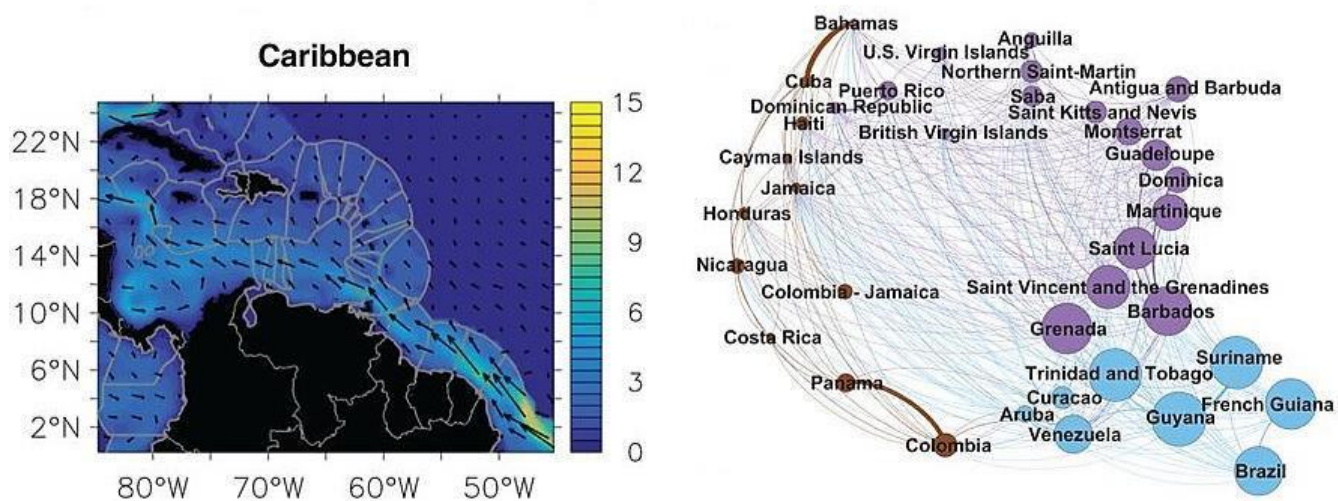 Caribbean
22°N
18°N
14°N
10°N
6°N
2°N
80°W 70°W 60°W 50°W
15
12
9
6
3
0
Bahamas
Anguilla
U.S. Virgin Islands
Northern Saint-Martin
Cuba
Puerto Rico
Saba
Antigua and Barbuda
Dominican Republic
Saint Kitts and Nevis
Haiti
British Virgin Islands
Montserrat
Guadeloupe
Cayman Islands
Dominica
Jamaica
Martinique
Honduras
Saint Lucia
Nicaragua
Saint Vincent and the Grenadines
Colombia - Jamaica
Barbados
Grenada
Costa Rica
Suriname
Trinidad and Tobago
Panama
Curacao
French Guiana
Aruba
Guyana
Venezuela
Colombia
Brazil